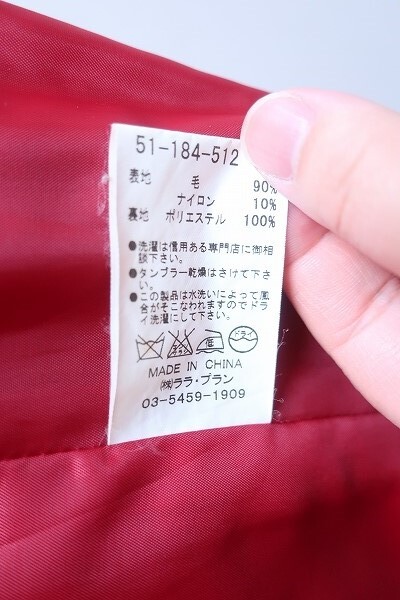 51-184-512
表地 毛 90%
ナイロン 10%
裏地 ポリエステル 100%
●洗濯は信用ある専門店に御相
談下さい。
●タンブラー乾燥はさけて下さ
い。
●この製品は水洗いによって風
合がそこなわれますのでドラ
イ洗濯にして下さい。
エンソ 低 ドライ
MADE IN CHINA
㈱ララ・プラン
03-5459-1909